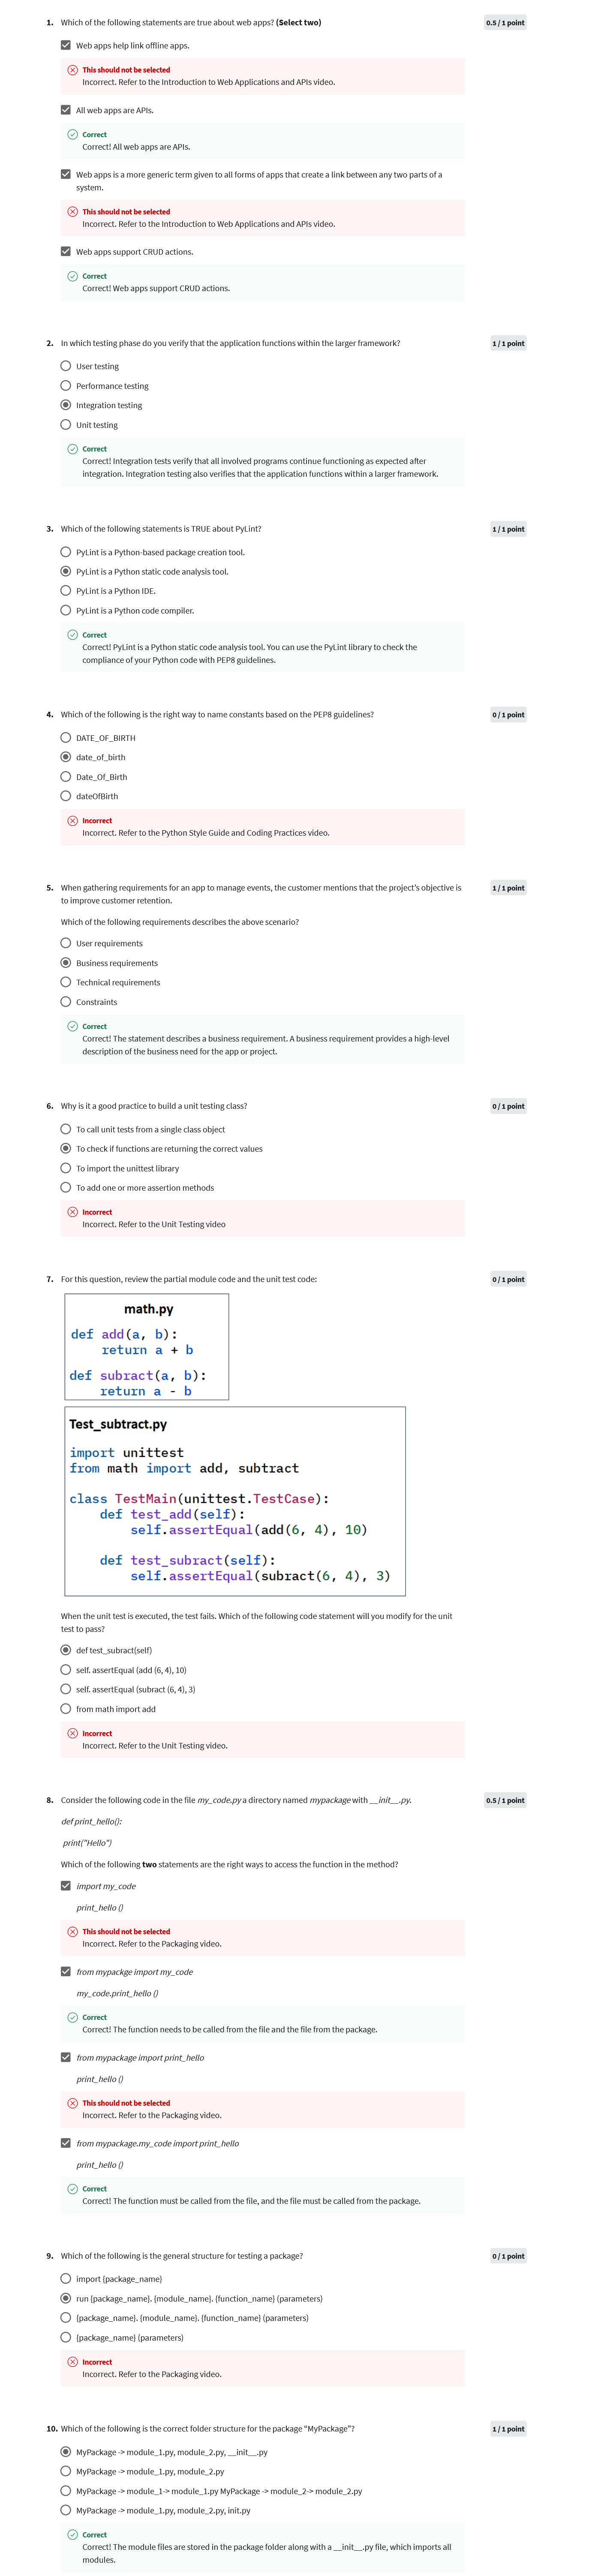 1. Which of the following statements are true about web apps? (Select two)
0.5 / 1 point
Web apps help link offline apps.
This should not be selected
Incorrect. Refer to the Introduction to Web Applications and APIs video.
All web apps are APIs.
Correct
Correct! All web apps are APIs.
Web apps is a more generic term given to all forms of apps that create a link between any two parts of a
system.
This should not be selected
Incorrect. Refer to the Introduction to Web Applications and APIs video.
Web apps support CRUD actions.
Correct
Correct! Web apps support CRUD actions.
2. In which testing phase do you verify that the application functions within the larger framework?
1 / 1 point
User testing
Performance testing
Integration testing
Unit testing
Correct
Correct! Integration tests verify that all involved programs continue functioning as expected after
integration. Integration testing also verifies that the application functions within a larger framework.
3. Which of the following statements is TRUE about PyLint?
1 / 1 point
PyLint is a Python-based package creation tool.
PyLint is a Python static code analysis tool.
PyLint is a Python IDE.
PyLint is a Python code compiler.
Correct
Correct! PyLint is a Python static code analysis tool. You can use the PyLint library to check the
compliance of your Python code with PEP8 guidelines.
4. Which of the following is the right way to name constants based on the PEP8 guidelines?
0 / 1 point
DATE_OF_BIRTH
date_of_birth
Date_Of_Birth
dateOfBirth
Incorrect
Incorrect. Refer to the Python Style Guide and Coding Practices video.
5. When gathering requirements for an app to manage events, the customer mentions that the project's objective is
to improve customer retention.
1 / 1 point
Which of the following requirements describes the above scenario?
User requirements
Business requirements
Technical requirements
Constraints
Correct
Correct! The statement describes a business requirement. A business requirement provides a high-level
description of the business need for the app or project.
6. Why is it a good practice to build a unit testing class?
0 / 1 point
To call unit tests from a single class object
To check if functions are returning the correct values
To import the unittest library
To add one or more assertion methods
Incorrect
Incorrect. Refer to the Unit Testing video
7. For this question, review the partial module code and the unit test code:
0 / 1 point
math.py
def add(a, b):
return a + b
def subract(a, b):
return a - b
Test_subtract.py
import unittest
from math import add, subtract
class TestMain(unittest.TestCase):
def test_add(self):
self.assertEqual(add(6, 4), 10)
def test_subract(self):
self.assertEqual(subract(6, 4), 3)
When the unit test is executed, the test fails. Which of the following code statement will you modify for the unit
test to pass?
def test_subract(self)
self. assertEqual (add (6, 4), 10)
self. assertEqual (subract (6, 4), 3)
from math import add
Incorrect
Incorrect. Refer to the Unit Testing video.
8. Consider the following code in the file my_code.py a directory named mypackage with __init__.py.
0.5 / 1 point
def print_hello():
print("Hello")
Which of the following two statements are the right ways to access the function in the method?
import my_code
print_hello ()
This should not be selected
Incorrect. Refer to the Packaging video.
from mypackge import my_code
my_code.print_hello ()
Correct
Correct! The function needs to be called from the file and the file from the package.
from mypackage import print_hello
print_hello ()
This should not be selected
Incorrect. Refer to the Packaging video.
from mypackage.my_code import print_hello
print_hello ()
Correct
Correct! The function must be called from the file, and the file must be called from the package.
9. Which of the following is the general structure for testing a package?
0 / 1 point
import {package_name}
run {package_name}. {module_name}. {function_name} (parameters)
{package_name}. {module_name}. {function_name} (parameters)
{package_name} (parameters)
Incorrect
Incorrect. Refer to the Packaging video.
10. Which of the following is the correct folder structure for the package "MyPackage"?
1 / 1 point
MyPackage -> module_1.py, module_2.py, __init__.py
MyPackage -> module_1.py, module_2.py
MyPackage -> module_1-> module_1.py MyPackage -> module_2-> module_2.py
MyPackage -> module_1.py, module_2.py, init.py
Correct
Correct! The module files are stored in the package folder along with a __init__.py file, which imports all
modules.